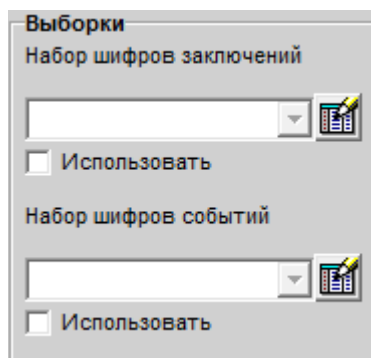 Выборки
Набор шифров заключений
Использовать
Набор шифров событий
Использовать